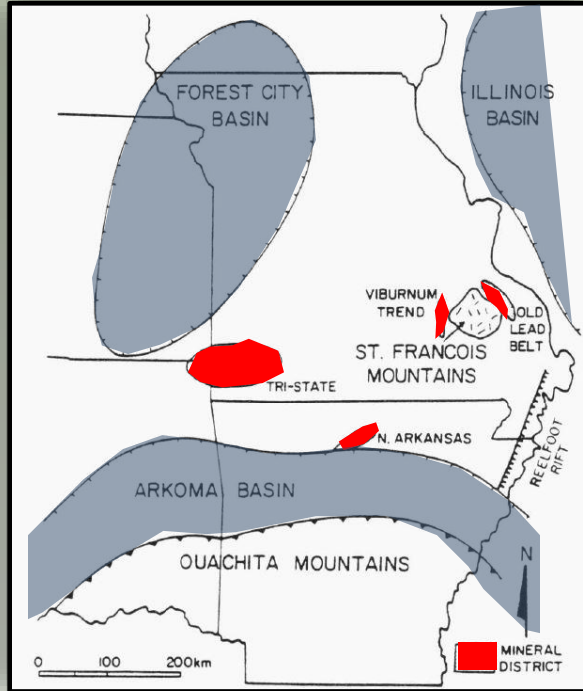 FOREST CITY
BASIN
ILLINOIS
BASIN
VIBURNUM
TREND
OLD
LEAD
BELT
ST. FRANCOIS
MOUNTAINS
TRI-STATE
N. ARKANSAS
REELFOOT
RIFT
ARKOMA BASIN
OUACHITA MOUNTAINS
N
0 100 200km
MINERAL
DISTRICT